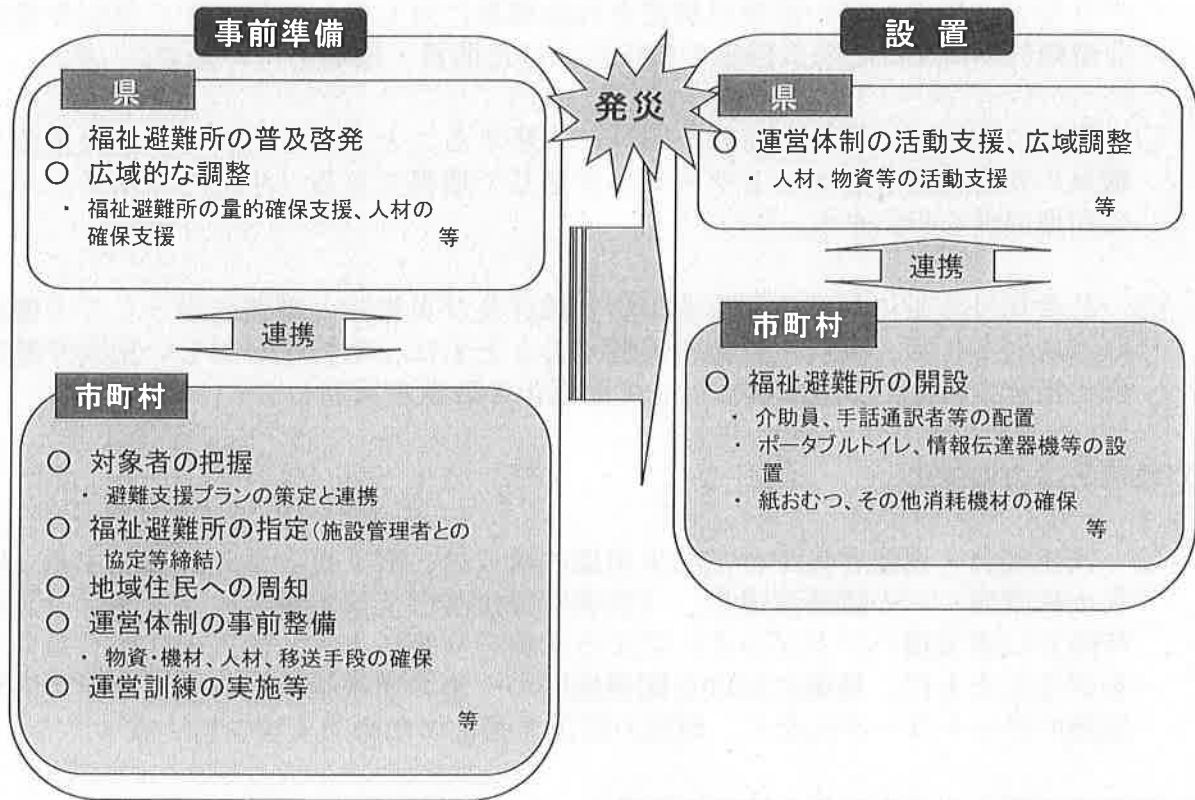 事前準備
県
○ 福祉避難所の普及啓発
○ 広域的な調整
・ 福祉避難所の量的確保支援、人材の
確保支援 等
連携
市町村
○ 対象者の把握
・ 避難支援プランの策定と連携
○ 福祉避難所の指定(施設管理者との
協定等締結)
○ 地域住民への周知
○ 運営体制の事前整備
・ 物資・機材、人材、移送手段の確保
○ 運営訓練の実施等
等
発災
設 置
県
○ 運営体制の活動支援、広域調整
・ 人材、物資等の活動支援
等
連携
市町村
○ 福祉避難所の開設
・ 介助員、手話通訳者等の配置
・ ポータブルトイレ、情報伝達器機等の設
置
・ 紙おむつ、その他消耗機材の確保
等